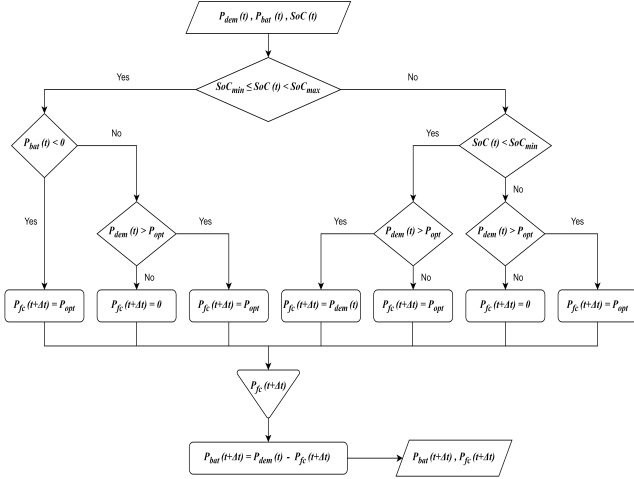 P_dem (t) , P_bat (t) , SoC (t)
Yes
SoC_min ≤ SoC (t) < SoC_max
No
P_bat (t) < 0
No
Yes
SoC (t) < SoC_min
No
Yes
P_dem (t) > P_opt
Yes
Yes
P_dem (t) > P_opt
P_dem (t) > P_opt
Yes
No
No
No
P_fc (t+Δt) = P_opt
P_fc (t+Δt) = 0
P_fc (t+Δt) = P_opt
P_fc (t+Δt) = P_dem (t)
P_fc (t+Δt) = P_opt
P_fc (t+Δt) = 0
P_fc (t+Δt) = P_opt
P_fc (t+Δt)
P_bat (t+Δt) = P_dem (t) - P_fc (t+Δt)
P_bat (t+Δt) , P_fc (t+Δt)